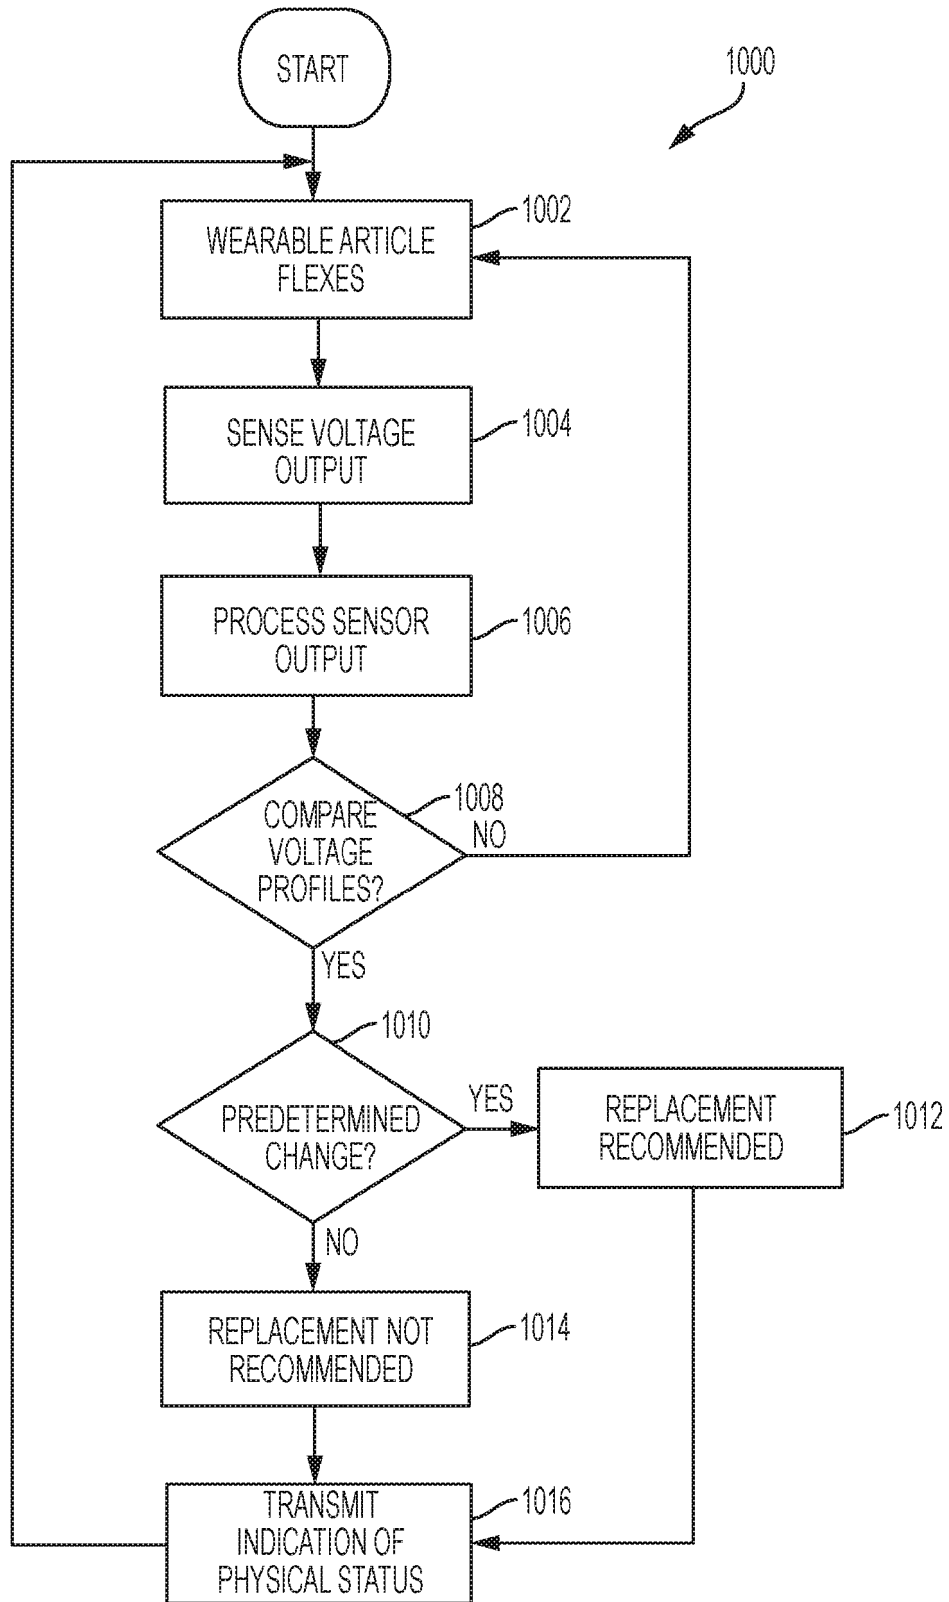 START
1000
1002
WEARABLE ARTICLE
FLEXES
SENSE VOLTAGE
OUTPUT
1004
PROCESS SENSOR
OUTPUT
1006
COMPARE
VOLTAGE
PROFILES?
1008
NO
YES
1010
PREDETERMINED
CHANGE?
YES
REPLACEMENT
RECOMMENDED
1012
NO
REPLACEMENT NOT
RECOMMENDED
1014
TRANSMIT
INDICATION OF
PHYSICAL STATUS
1016